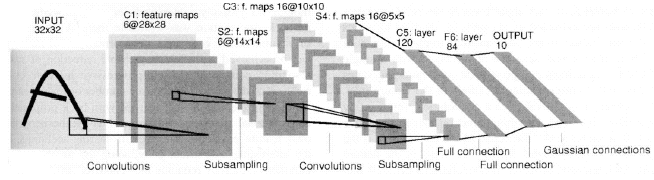 INPUT
32x32
C1: feature maps
6@28x28
S2: f. maps
6@14x14
C3: f. maps 16@10x10
S4: f. maps 16@5x5
C5: layer
120
F6: layer
84
OUTPUT
10
Convolutions
Subsampling
Convolutions
Subsampling
Full connection
Full connection
Gaussian connections